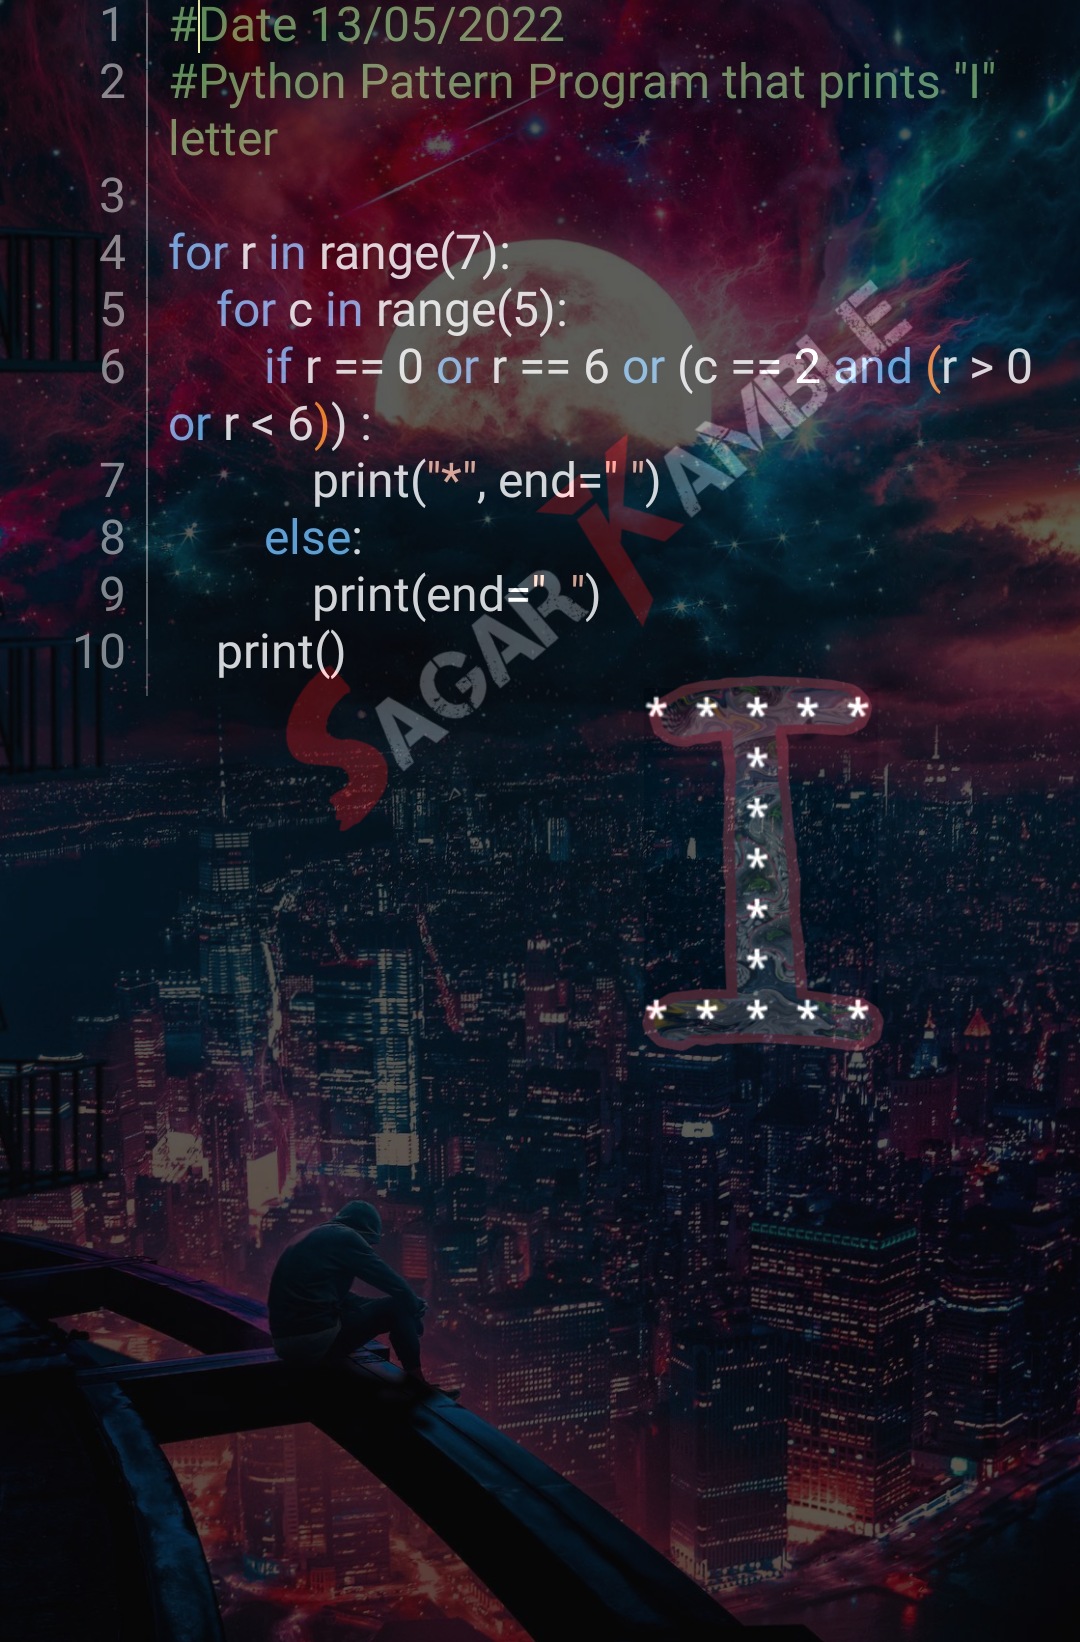 1 #Date 13/05/2022
2 #Python Pattern Program that prints "I"
letter
3
4 for r in range(7):
5 for c in range(5):
6 if r == 0 or r == 6 or (c == 2 and (r > 0
or r < 6)) :
7 print("*", end=" ")
8 else:
9 print(end="  ")
10 print()
SAGAR KAMBLE
* * * * *
*
*
*
*
*
* * * * *